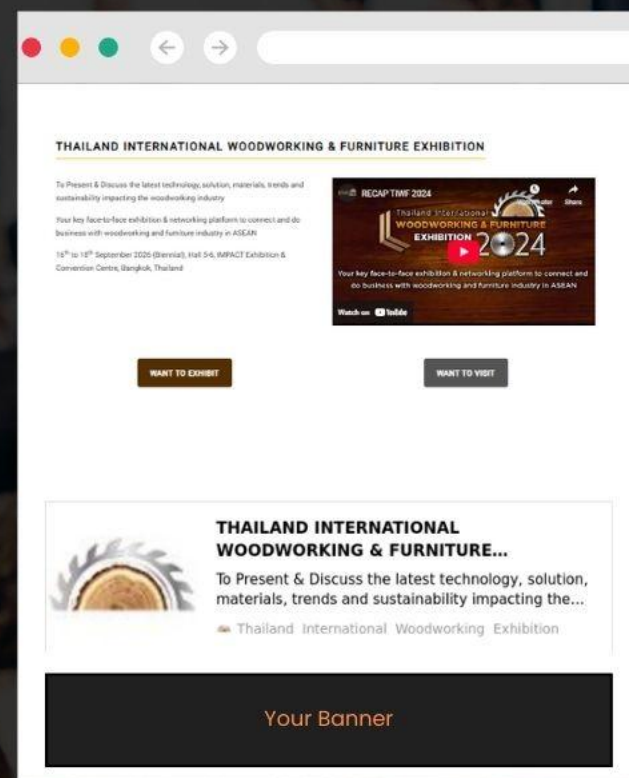 THAILAND INTERNATIONAL WOODWORKING & FURNITURE EXHIBITION
To Present & Discuss the latest technology, solution, materials, trends and
sustainability impacting the woodworking industry
Your key face-to-face exhibition & networking platform to connect and do
business with woodworking and furniture industry in ASEAN
16th to 18th September 2026 (Biennial), Hall 5-6, IMPACT Exhibition &
Convention Centre, Bangkok, Thailand
RECAP TIWF 2024
Share
Thailand International
WOODWORKING & FURNITURE
EXHIBITION 2024
Your key face-to-face exhibition & networking platform to connect and
do business with woodworking and furniture industry in ASEAN
Watch on YouTube
WANT TO EXHIBIT
WANT TO VISIT
THAILAND INTERNATIONAL
WOODWORKING & FURNITURE...
To Present & Discuss the latest technology, solution,
materials, trends and sustainability impacting the...
Thailand International Woodworking Exhibition
Your Banner